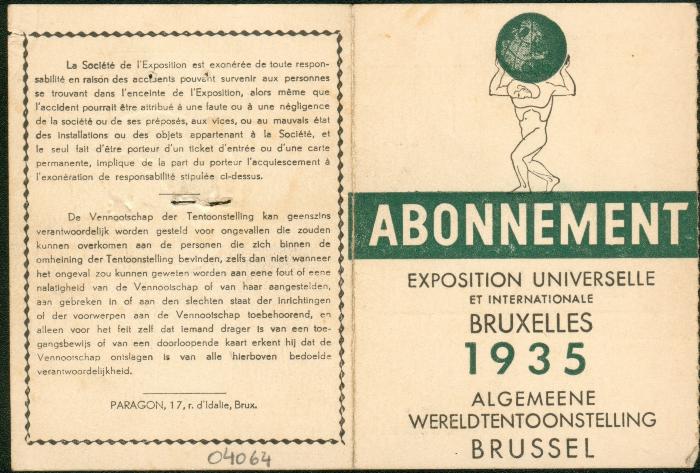 La Société de l'Exposition est exonérée de toute respon-
sabilité en raison des accidents pouvant survenir aux personnes
se trouvant dans l'enceinte de l'Exposition, alors même que
l'accident pourrait être attribué à une faute ou à une négligence
de la société ou de ses préposés, aux vices, ou au mauvais état
des installations ou des objets appartenant à la Société, et
le seul fait d'être porteur d'un ticket d'entrée ou d'une carte
permanente, implique de la part du porteur l'acquiescement à
l'exonération de responsabilité stipulée ci-dessus.
De Vennootschap der Tentoonstelling kan geenszins
verantwoordelijk worden gesteld voor ongevallen die zouden
kunnen overkomen aan de personen die zich binnen de
omheining der Tentoonstelling bevinden, zelfs dan niet wanneer
het ongeval zou kunnen geweten worden aan eene fout of eene
nalatigheid van de Vennootschap of van haar aangestelden,
aan gebreken in of aan den slechten staat der inrichtingen
of der voorwerpen aan de Vennootschap toebehoorend, en
alleen voor het feit zelf dat iemand drager is van een toe-
gangsbewijs of van een doorloopende kaart erkent hij dat de
Vennootschap ontslagen is van alle hierboven bedoelde
verantwoordelijkheid.
PARAGON, 17, r. d'Idalie, Brux.
04064
ABONNEMENT
EXPOSITION UNIVERSELLE
ET INTERNATIONALE
BRUXELLES
1935
ALGEMEENE
WERELDTENTOONSTELLING
BRUSSEL